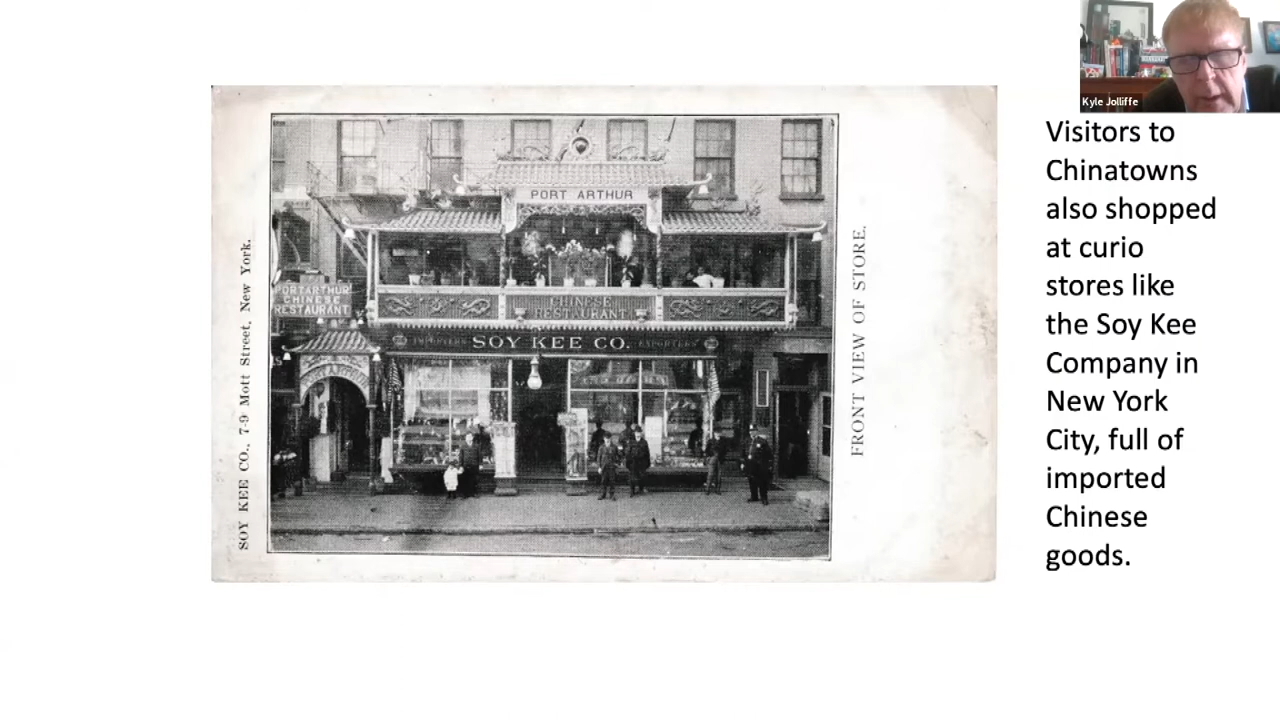 Kyle Jolliffe
Visitors to
Chinatowns
also shopped
at curio
stores like
the Soy Kee
Company in
New York
City, full of
imported
Chinese
goods.
SOY KEE CO., 7-9 Mott Street, New York.
PORT ARTHUR
PORT ARTHUR
CHINESE
RESTAURANT
CHINESE
RESTAURANT
IMPORTERS SOY KEE CO. EXPORTERS
FRONT VIEW OF STORE.